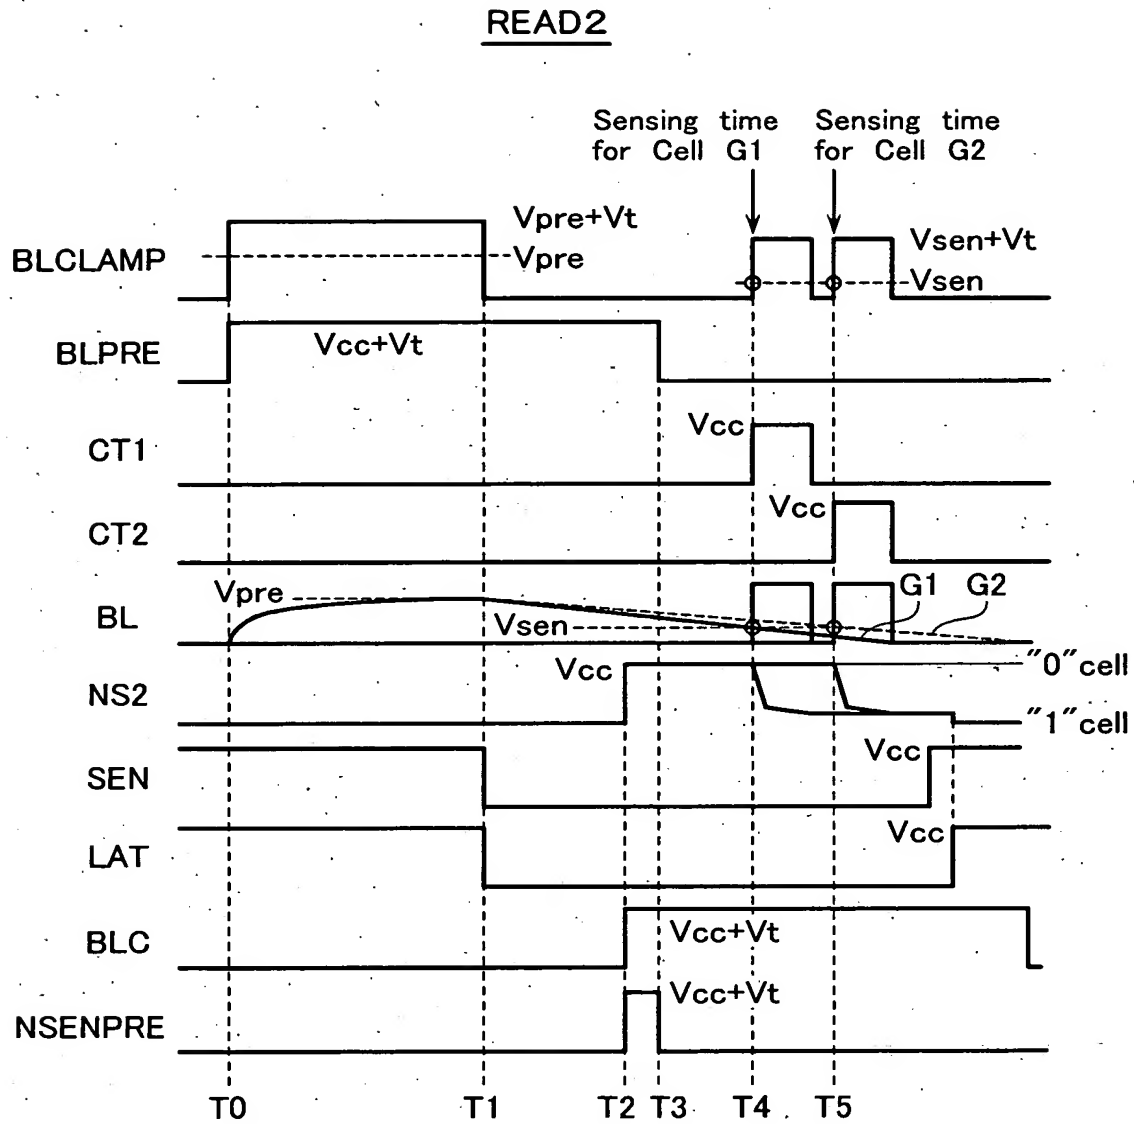 READ2
Sensing time
for Cell G1
Sensing time
for Cell G2
BLCLAMP
Vpre+Vt
Vpre
Vsen+Vt
Vsen
BLPRE
Vcc+Vt
CT1
Vcc
CT2
Vcc
BL
Vpre
Vsen
G1
G2
NS2
Vcc
"0"cell
"1"cell
SEN
Vcc
LAT
Vcc
BLC
Vcc+Vt
NSENPRE
Vcc+Vt
T0 T1 T2 T3 T4 T5